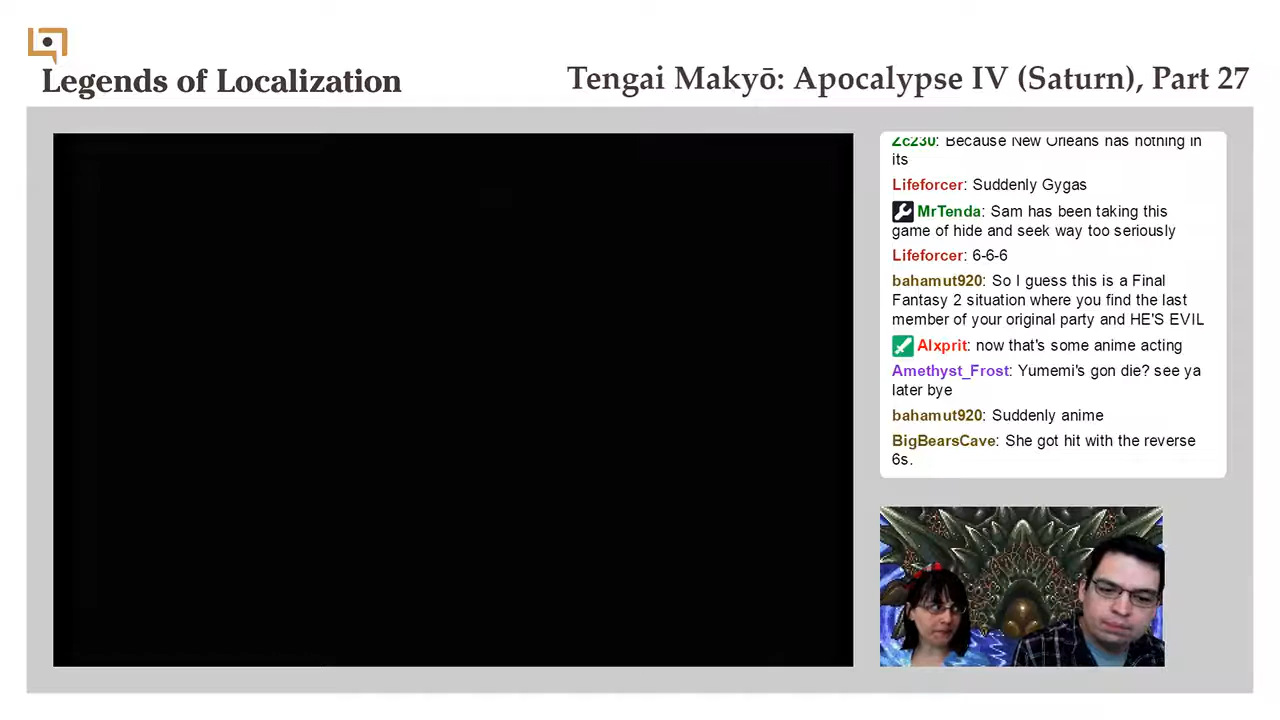 Legends of Localization
Tengai Makyō: Apocalypse IV (Saturn), Part 27
Zc230: Because New Orleans has nothing in
its
Lifeforcer: Suddenly Gygas
MrTenda: Sam has been taking this
game of hide and seek way too seriously
Lifeforcer: 6-6-6
bahamut920: So I guess this is a Final
Fantasy 2 situation where you find the last
member of your original party and HE'S EVIL
Alxprit: now that's some anime acting
Amethyst_Frost: Yumemi's gon die? see ya
later bye
bahamut920: Suddenly anime
BigBearsCave: She got hit with the reverse
6s.